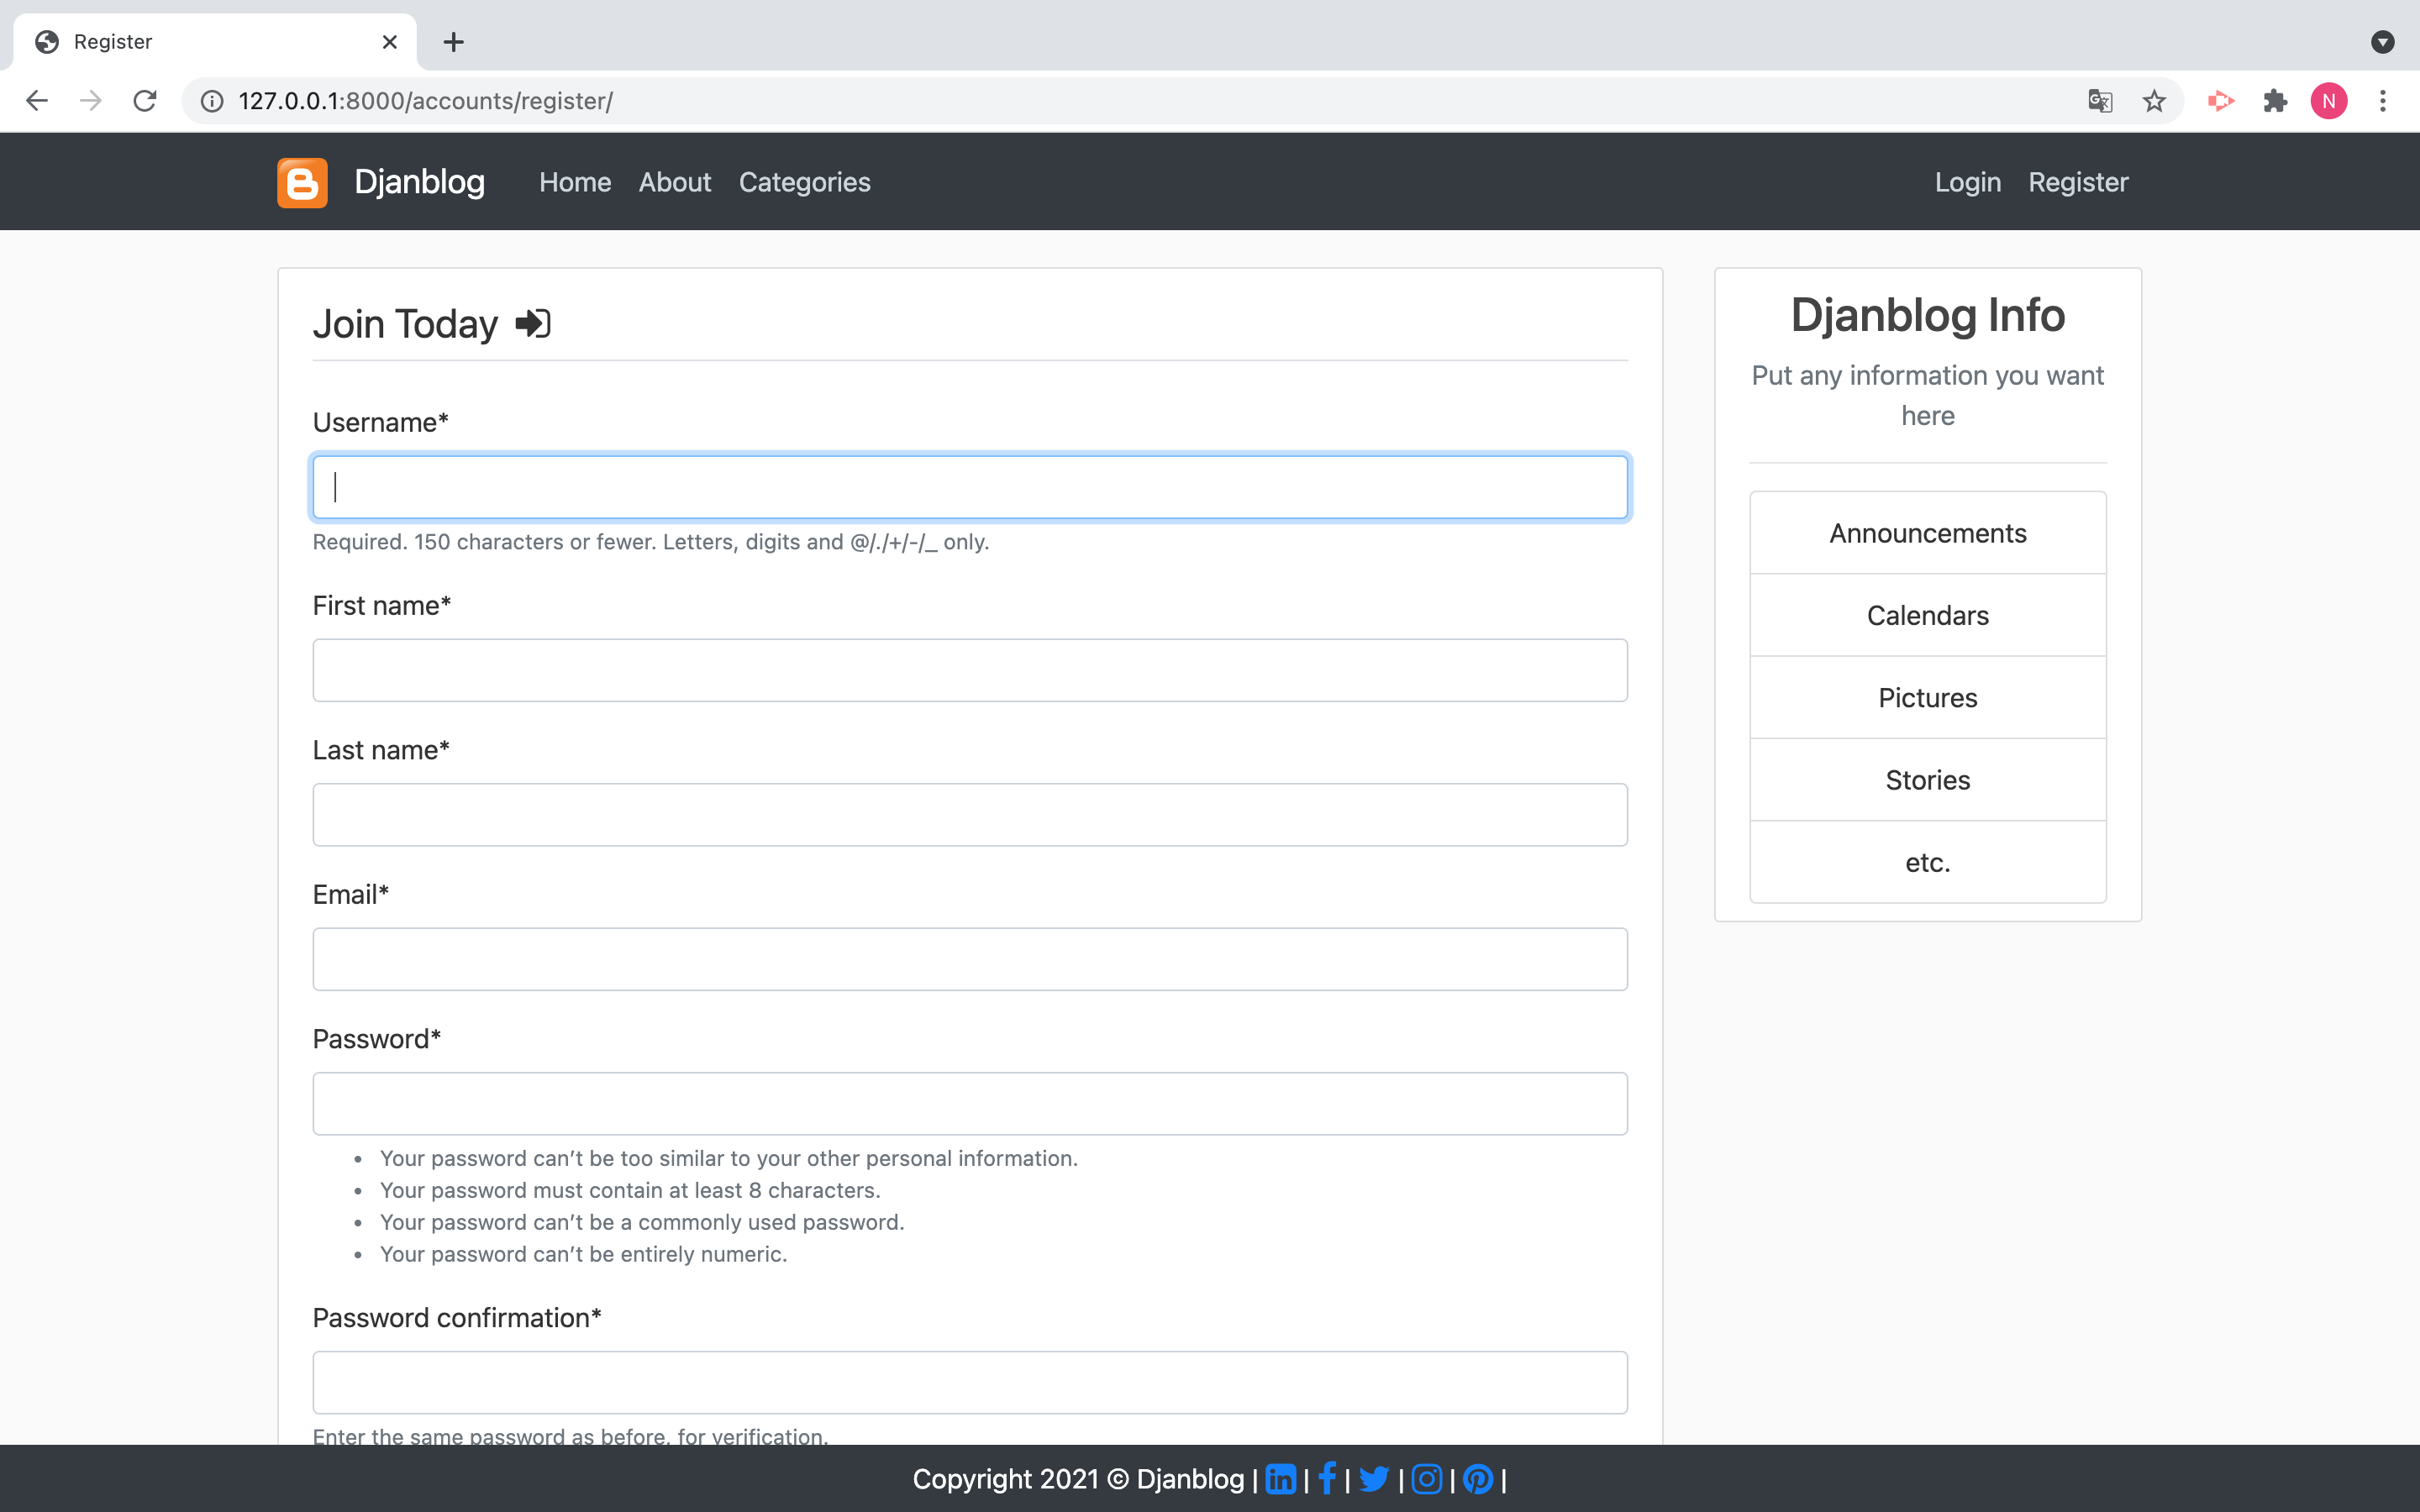 Register
127.0.0.1:8000/accounts/register/
N
Djanblog Home About Categories Login Register
Join Today
Username*
Required. 150 characters or fewer. Letters, digits and @/./+/-/_ only.
First name*
Last name*
Email*
Password*
Your password can’t be too similar to your other personal information.
Your password must contain at least 8 characters.
Your password can’t be a commonly used password.
Your password can’t be entirely numeric.
Password confirmation*
Enter the same password as before, for verification.
Djanblog Info
Put any information you want
here
Announcements
Calendars
Pictures
Stories
etc.
Copyright 2021 © Djanblog | | | | | |